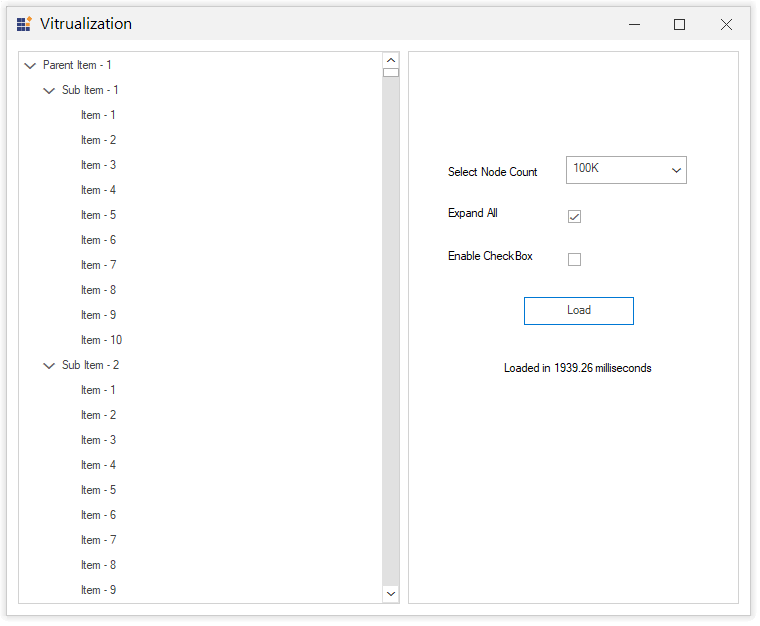 Vitrualization
Parent Item - 1
Sub Item - 1
Item - 1
Item - 2
Item - 3
Item - 4
Item - 5
Item - 6
Item - 7
Item - 8
Item - 9
Item - 10
Sub Item - 2
Item - 1
Item - 2
Item - 3
Item - 4
Item - 5
Item - 6
Item - 7
Item - 8
Item - 9
Select Node Count
100K
Expand All
Enable CheckBox
Load
Loaded in 1939.26 milliseconds